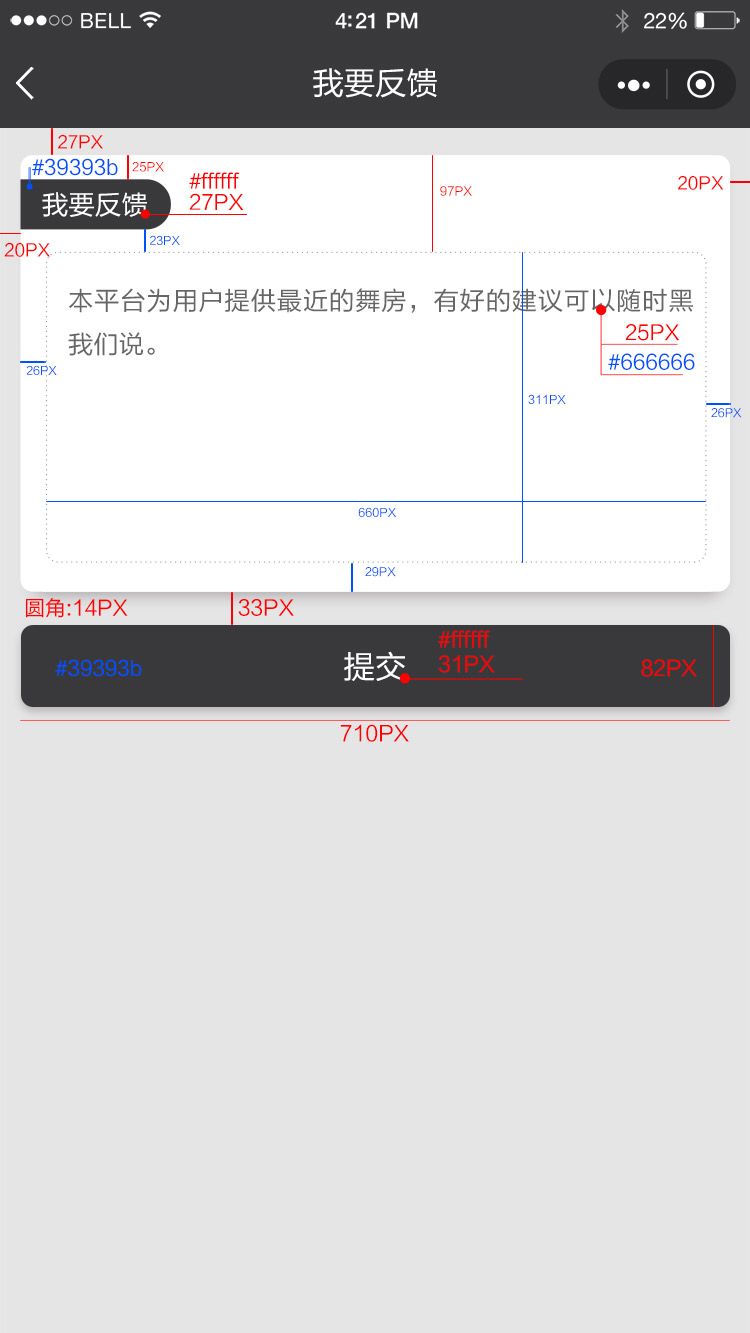 BELL 4:21 PM 22%
我要反馈
27PX
#39393b
25PX
#ffffff
27PX
97PX
20PX
我要反馈
23PX
20PX
本平台为用户提供最近的舞房，有好的建议可以随时黑
我们说。
25PX
#666666
26PX
311PX
26PX
660PX
29PX
圆角:14PX
33PX
#ffffff
31PX
#39393b
提交
82PX
710PX